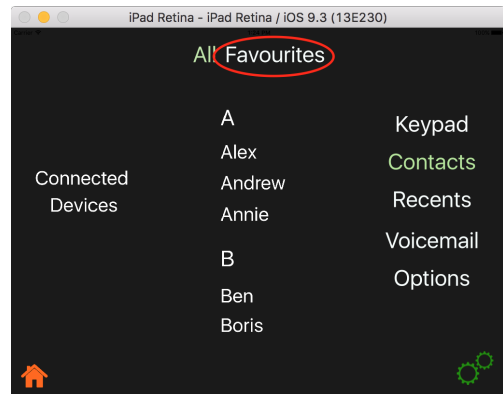 iPad Retina - iPad Retina / iOS 9.3 (13E230)
All Favourites
A
Alex
Andrew
Annie
B
Ben
Boris
Connected
Devices
Keypad
Contacts
Recents
Voicemail
Options